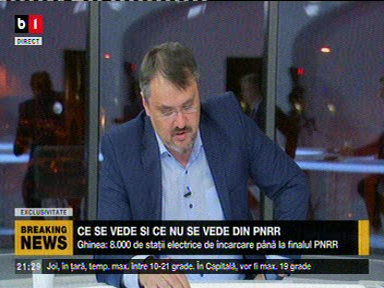 b1
DIRECT
EXCLUSIVITATE
BREAKING NEWS
CE SE VEDE SI CE NU SE VEDE DIN PNRR
Ghinea: 8.000 de stații electrice de încarcare până la finalul PNRR
21:29 Joi, în țară, temp. max. între 10-21 grade. În Capitală, vor fi max. 19 grade